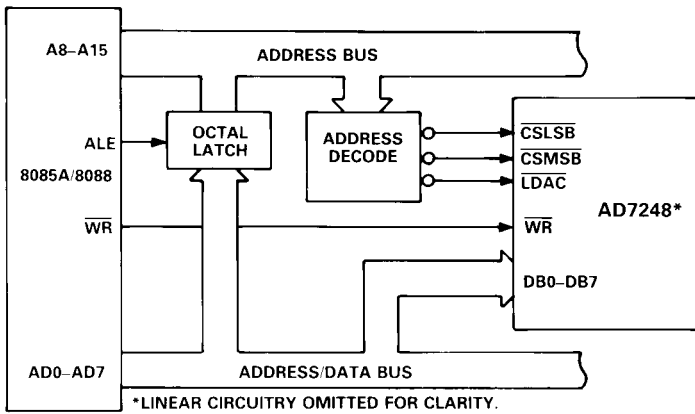 A8–A15
ADDRESS BUS
ALE
OCTAL
LATCH
ADDRESS
DECODE
CSLSB
CSMSB
LDAC
8085A/8088
AD7248*
WR
WR
DB0–DB7
AD0–AD7
ADDRESS/DATA BUS
*LINEAR CIRCUITRY OMITTED FOR CLARITY.